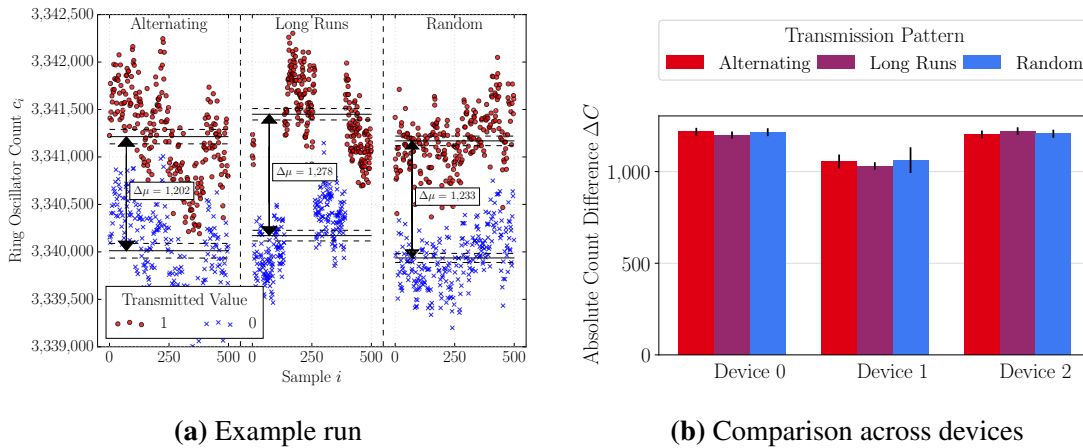 Alternating Long Runs Random
3,342,500
3,342,000
3,341,500
3,341,000
3,340,500
3,340,000
3,339,500
3,339,000
Ring Oscillator Count c_i
Δμ = 1,202
Δμ = 1,278
Δμ = 1,233
Transmitted Value
1 0
0 250 500 0 250 500 0 250 500
Sample i
(a) Example run
Transmission Pattern
Alternating Long Runs Random
Absolute Count Difference ΔC
1,000
500
0
Device 0 Device 1 Device 2
(b) Comparison across devices